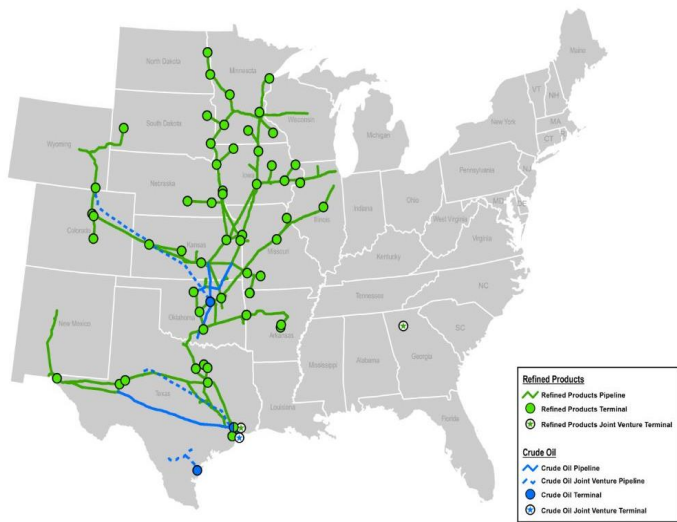 Maine
North Dakota
Minnesota
VT
NH
South Dakota
Wisconsin
Michigan
New York
MA
CT
Wyoming
Iowa
Pennsylvania
NJ
Nebraska
Illinois
Indiana
Ohio
MD
DE
West Virginia
Virginia
Colorado
Kansas
Missouri
Kentucky
NC
Tennessee
Oklahoma
Arkansas
SC
New Mexico
Mississippi
Alabama
Georgia
Texas
Louisiana
Florida
Refined Products
Refined Products Pipeline
Refined Products Terminal
Refined Products Joint Venture Terminal
Crude Oil
Crude Oil Pipeline
Crude Oil Joint Venture Pipeline
Crude Oil Terminal
Crude Oil Joint Venture Terminal